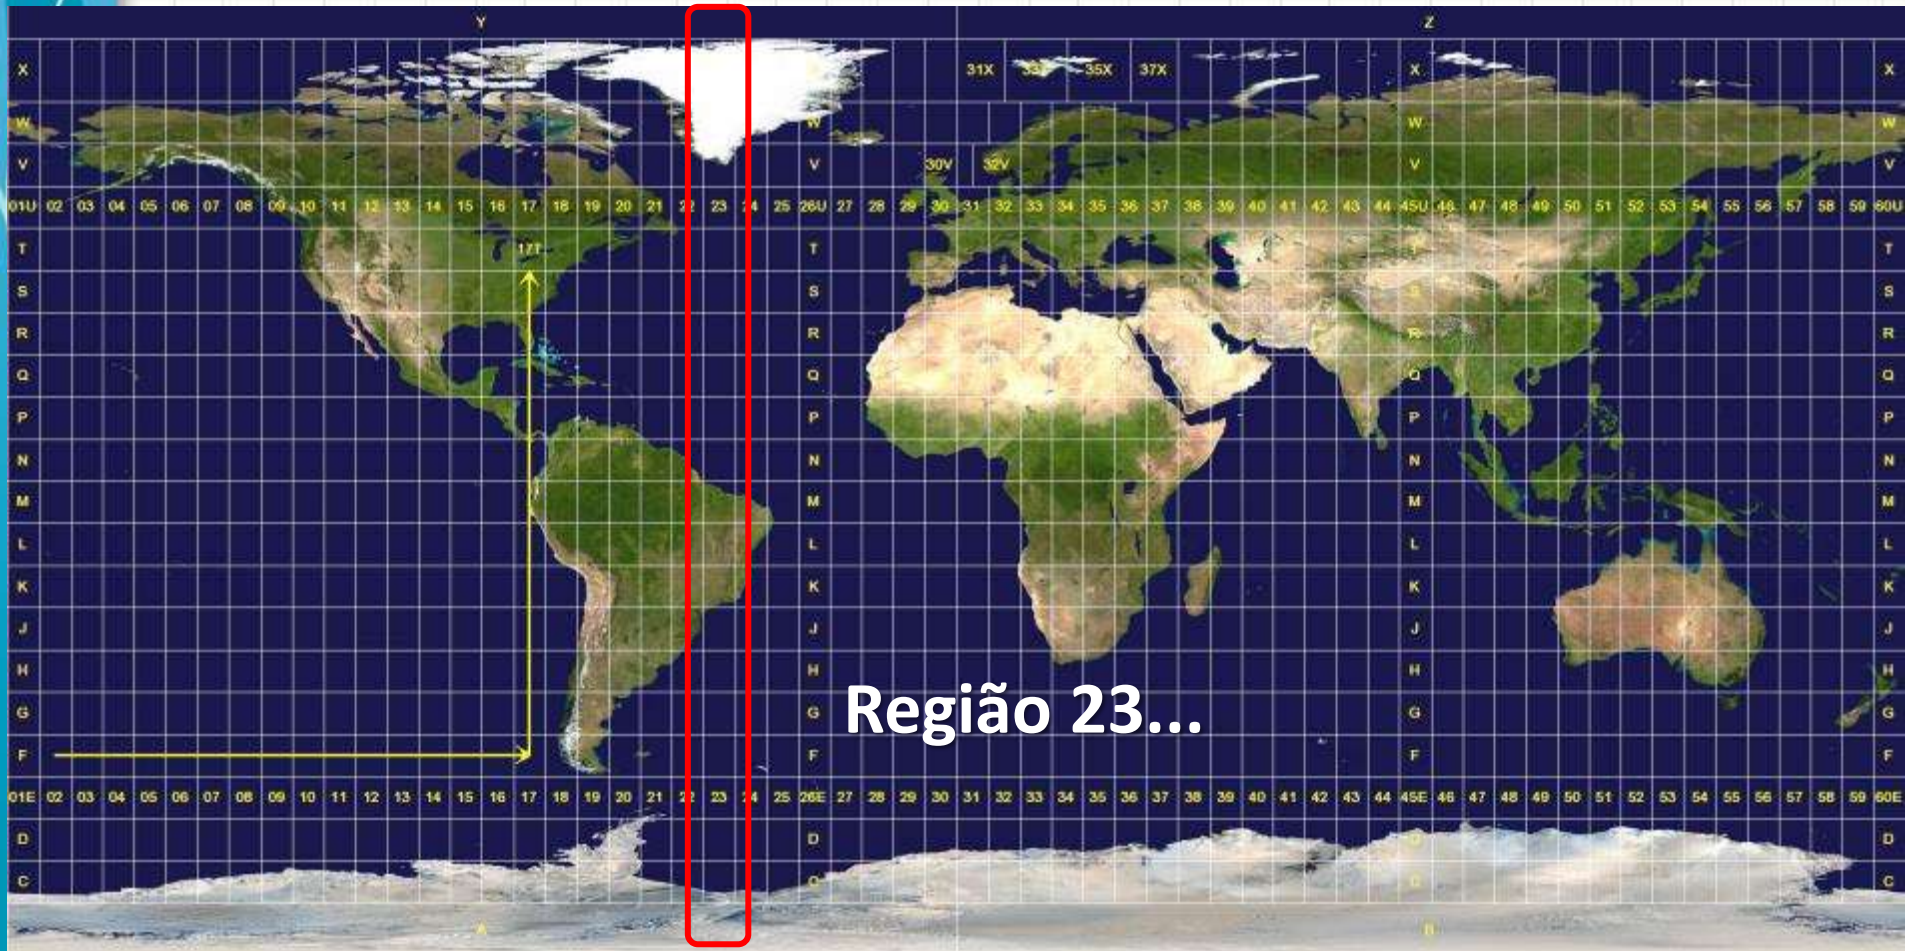 Y Z
X 31X 33X 35X 37X X X
W W W W
V V 30V 32V V V
01U 02 03 04 05 06 07 08 09 10 11 12 13 14 15 16 17 18 19 20 21 22 23 24 25 26U 27 28 29 30 31 32 33 34 35 36 37 38 39 40 41 42 43 44 45U 46 47 48 49 50 51 52 53 54 55 56 57 58 59 60U
T 17T T T T
S S S S
R R R R
Q Q Q Q
P P P P
N N N N
M M M M
L L L L
K K K K
J J J J
H H H H
G G G G
Região 23...
F F F F
01E 02 03 04 05 06 07 08 09 10 11 12 13 14 15 16 17 18 19 20 21 22 23 24 25 26E 27 28 29 30 31 32 33 34 35 36 37 38 39 40 41 42 43 44 45E 46 47 48 49 50 51 52 53 54 55 56 57 58 59 60E
D D D D
C C C C
A B